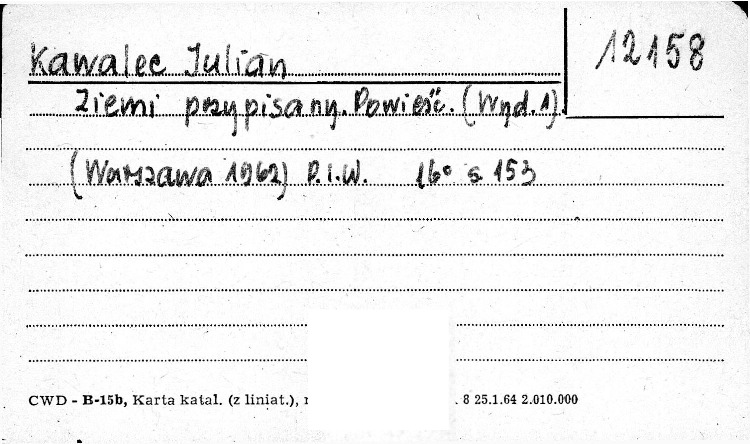 Kawalec Julian
12158
Ziemi przypisany. Powieść. (Wyd. 1).
(Warszawa 1962) P.I.W. 16° s. 153
CWD - B-15b, Karta katal. (z liniat.), . 8 25.1.64 2.010.000